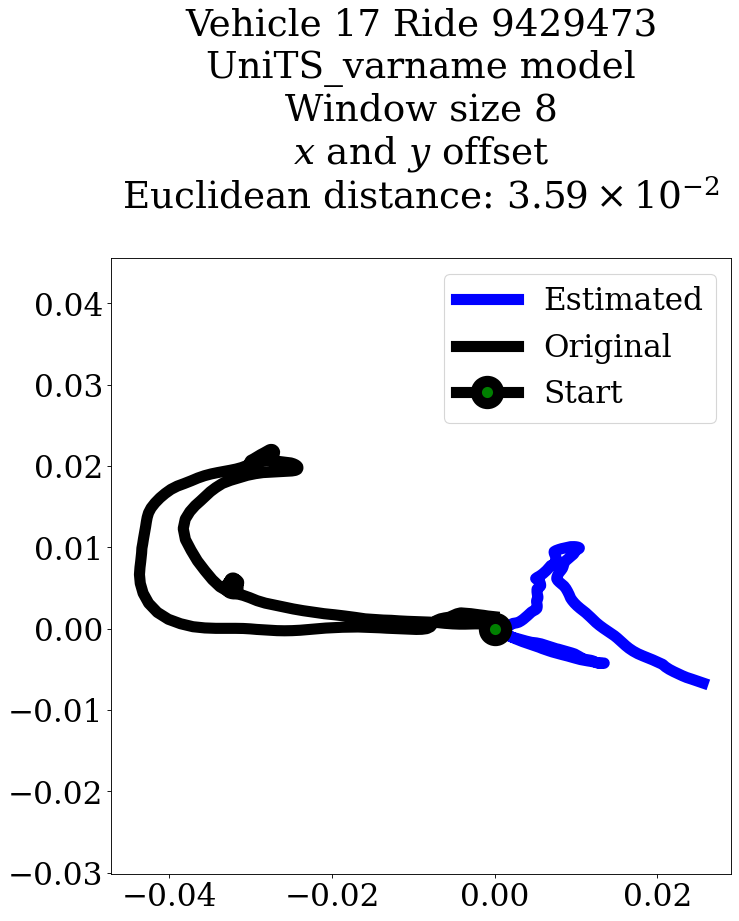 Vehicle 17 Ride 9429473
UniTS_varname model
Window size 8
x and y offset
Euclidean distance: 3.59 × 10⁻²
Estimated
Original
Start
0.04
0.03
0.02
0.01
0.00
−0.01
−0.02
−0.03
−0.04 −0.02 0.00 0.02